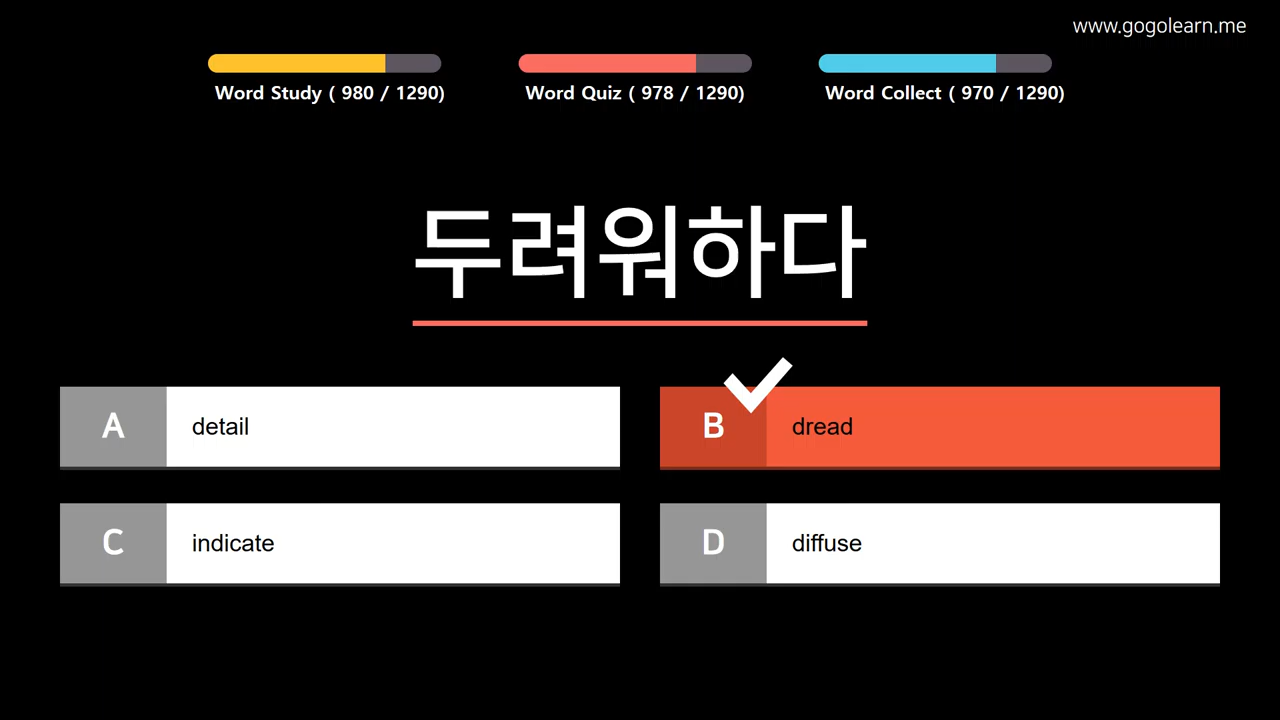 www.gogolearn.me
Word Study ( 980 / 1290)
Word Quiz ( 978 / 1290)
Word Collect ( 970 / 1290)
두려워하다
A detail
B dread
C indicate
D diffuse